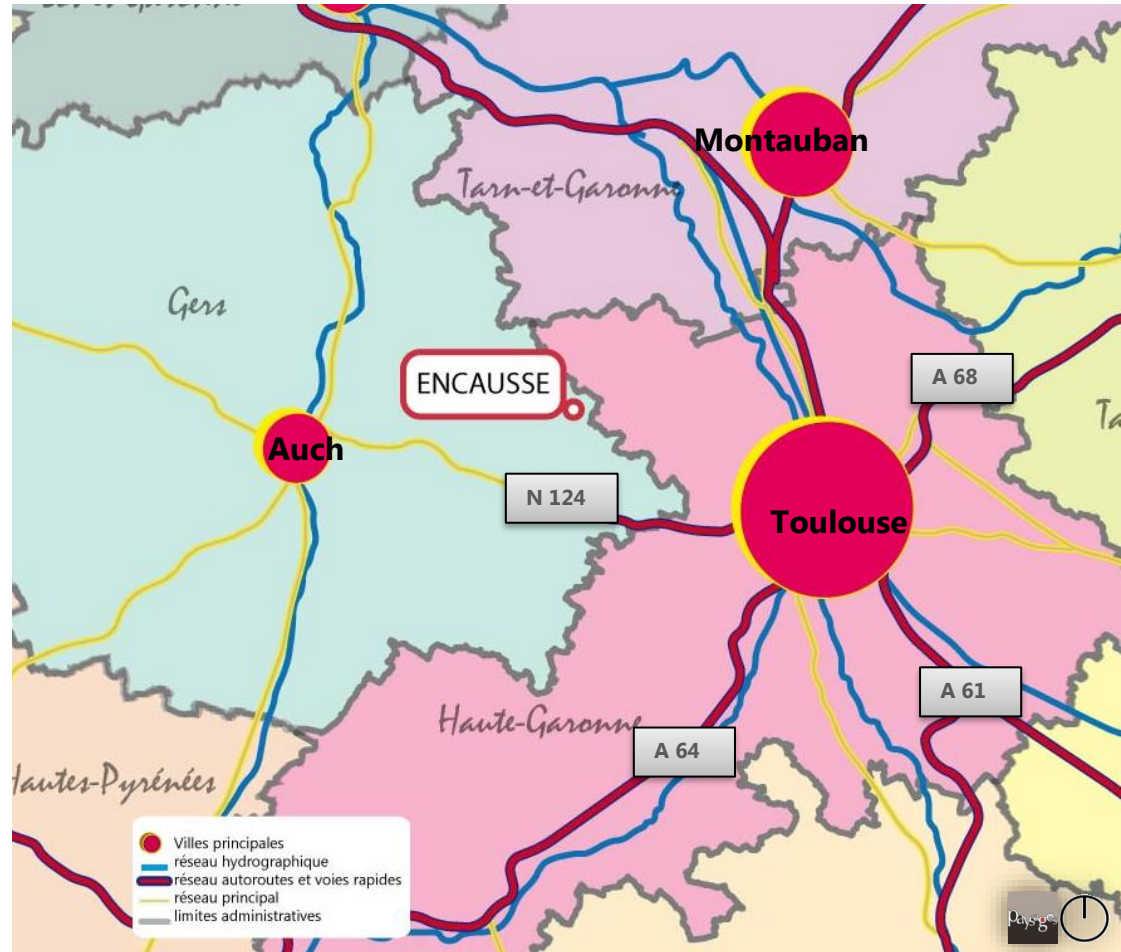 Montauban
Tarn-et-Garonne
Gers
ENCAUSSE
A 68
Auch
N 124
Toulouse
A 61
Haute-Garonne
A 64
Hautes-Pyrénées
Villes principales
réseau hydrographique
réseau autoroutes et voies rapides
réseau principal
limites administratives
Paysages